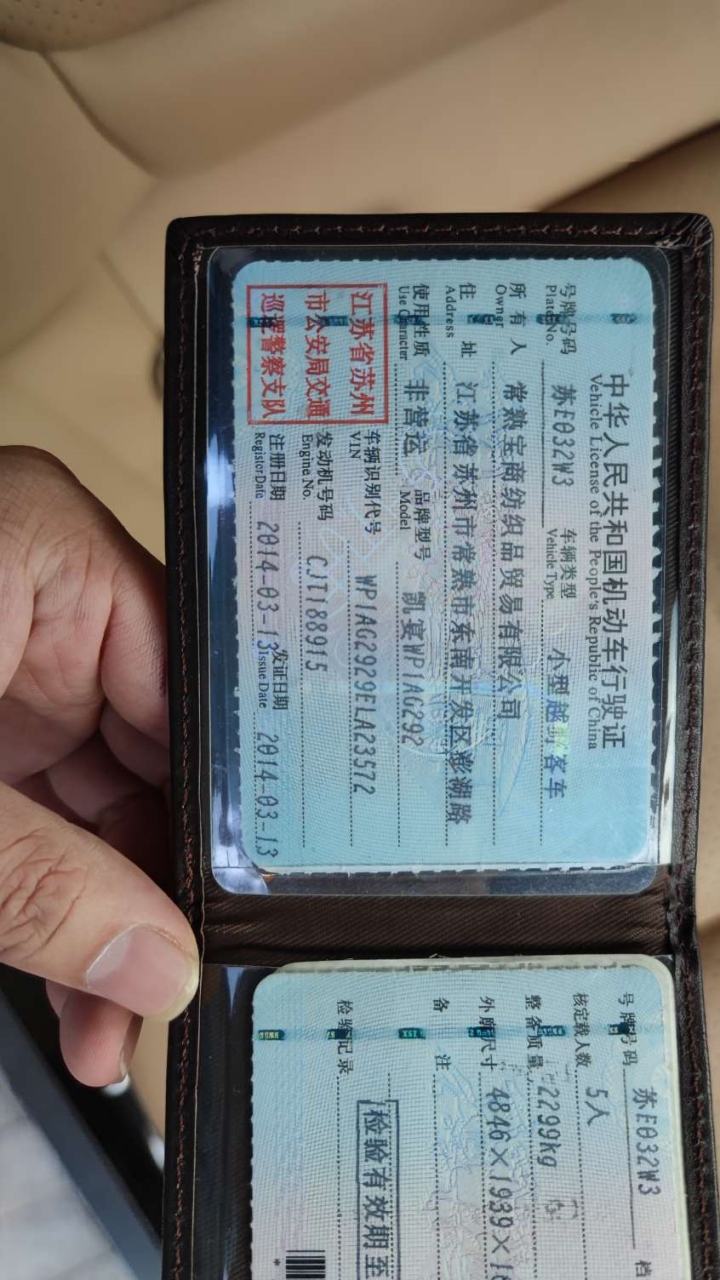 中华人民共和国机动车行驶证
Vehicle License of the People's Republic of China
号牌号码 苏E032W3 车辆类型 小型越野客车
Plate No. Vehicle Type
所有人 常熟宝商纺织品贸易有限公司
Owner
住址 江苏省苏州市常熟市东南开发区澎湖路
Address
使用性质 非营运 品牌型号 凯宴WP1AG292
Use Character Model
江苏省苏州
市公安局交通
巡逻警察支队
车辆识别代号 WP1AG2929ELA23572
VIN
发动机号码 CJT188915
Engine No.
注册日期 2014-03-13 发证日期 2014-03-13
Register Date Issue Date
号牌号码 苏E032W3 档
核定载人数 5人
整备质量 2299kg
外廓尺寸 4846×1939×1
备注
检验有效期至
检验记录
*